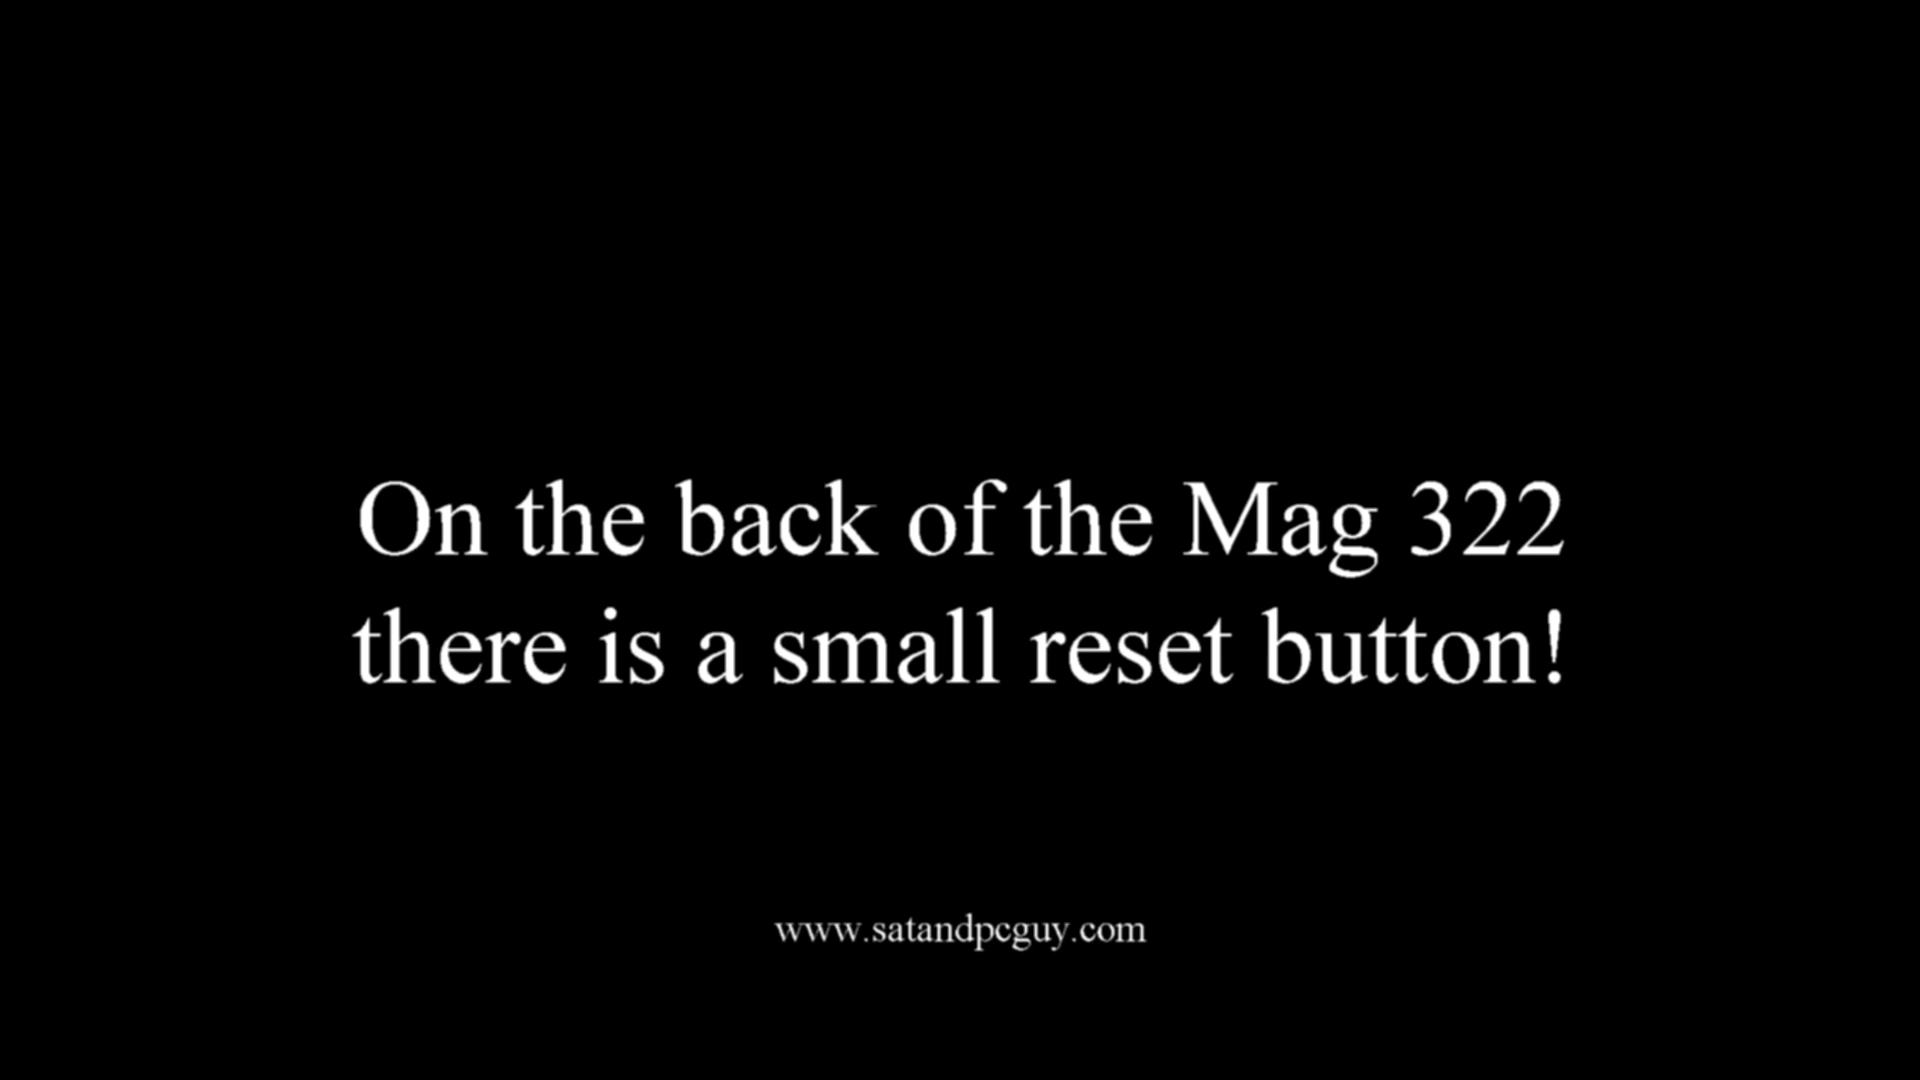 On the back of the Mag 322
there is a small reset button!
www.satandpcguy.com